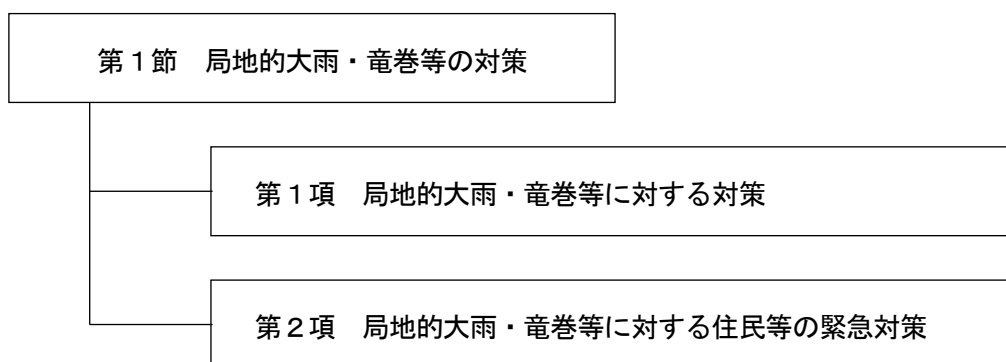 第１節　局地的大雨・竜巻等の対策
第１項　局地的大雨・竜巻等に対する対策
第２項　局地的大雨・竜巻等に対する住民等の緊急対策